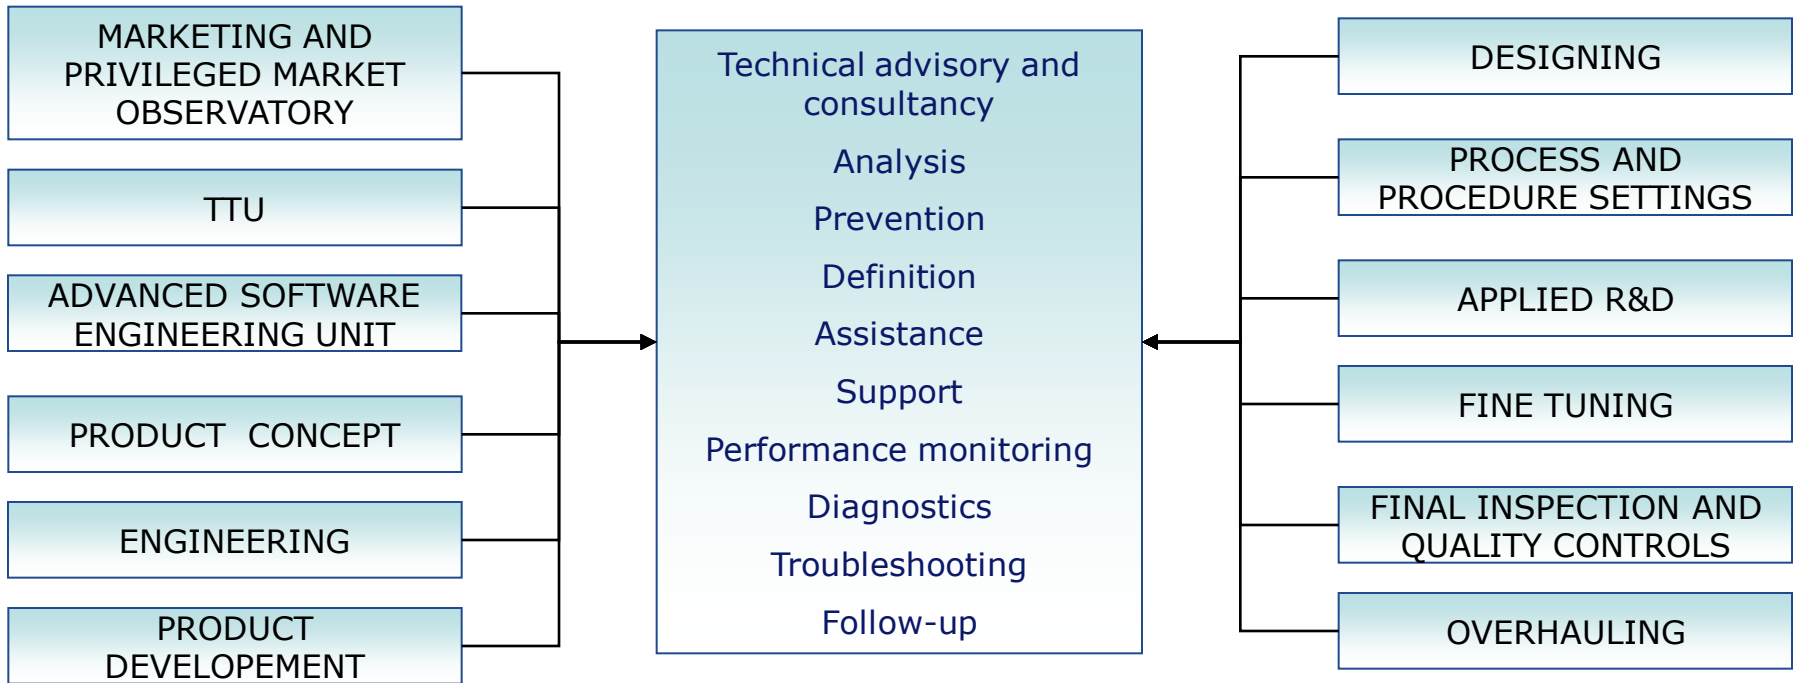 MARKETING AND
PRIVILEGED MARKET
OBSERVATORY
TTU
ADVANCED SOFTWARE
ENGINEERING UNIT
PRODUCT CONCEPT
ENGINEERING
PRODUCT
DEVELOPEMENT
Technical advisory and
consultancy
Analysis
Prevention
Definition
Assistance
Support
Performance monitoring
Diagnostics
Troubleshooting
Follow-up
DESIGNING
PROCESS AND
PROCEDURE SETTINGS
APPLIED R&D
FINE TUNING
FINAL INSPECTION AND
QUALITY CONTROLS
OVERHAULING